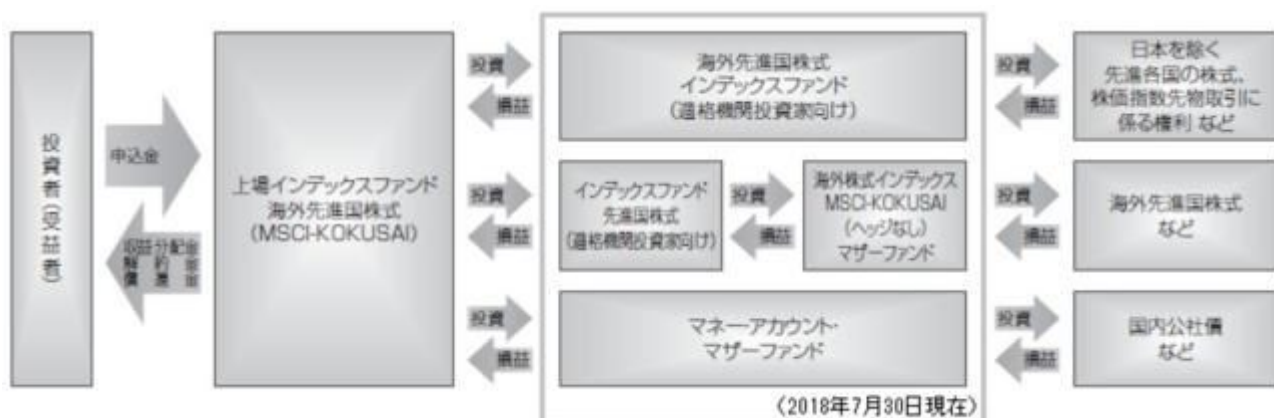 投資者(受益者)
申込金
収益分配金
解約金
償還金
上場インデックスファンド
海外先進国株式
(MSCI-KOKUSAI)
投資
損益
海外先進国株式
インデックスファンド
(適格機関投資家向け)
投資
損益
日本を除く
先進各国の株式、
株価指数先物取引に
係る権利 など
投資
損益
インデックスファンド
先進国株式
(適格機関投資家向け)
投資
損益
海外株式インデックス
MSCI-KOKUSAI
(ヘッジなし)
マザーファンド
投資
損益
海外先進国株式
など
投資
損益
マネー・アカウント・
マザーファンド
投資
損益
国内公社債
など
(2018年7月30日現在)